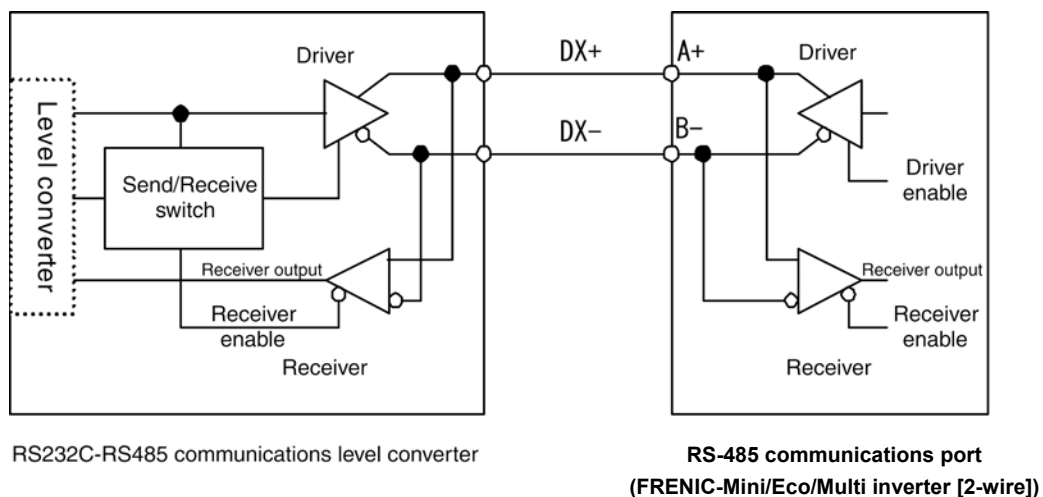 Driver
DX+
A+
Driver
DX-
B-
Level converter
Send/Receive
switch
Driver
enable
Receiver output
Receiver
enable
Receiver
Receiver output
Receiver
enable
Receiver
RS232C-RS485 communications level converter
RS-485 communications port
(FRENIC-Mini/Eco/Multi inverter [2-wire])